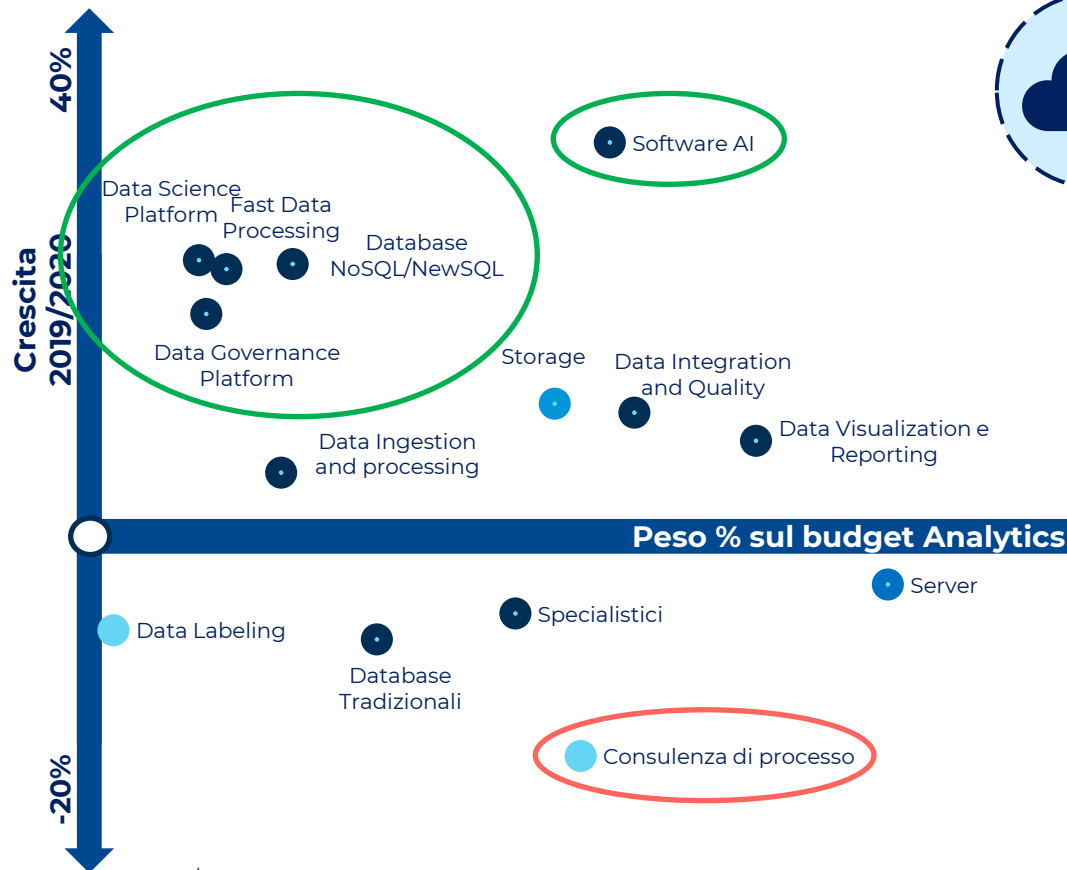 40%
Crescita
2019/2020
-20%
Software AI
Data Science
Platform
Fast Data
Processing
Database
NoSQL/NewSQL
Data Governance
Platform
Storage
Data Integration
and Quality
Data Visualization e
Reporting
Data Ingestion
and processing
Peso % sul budget Analytics
Server
Specialistici
Data Labeling
Database
Tradizionali
Consulenza di processo